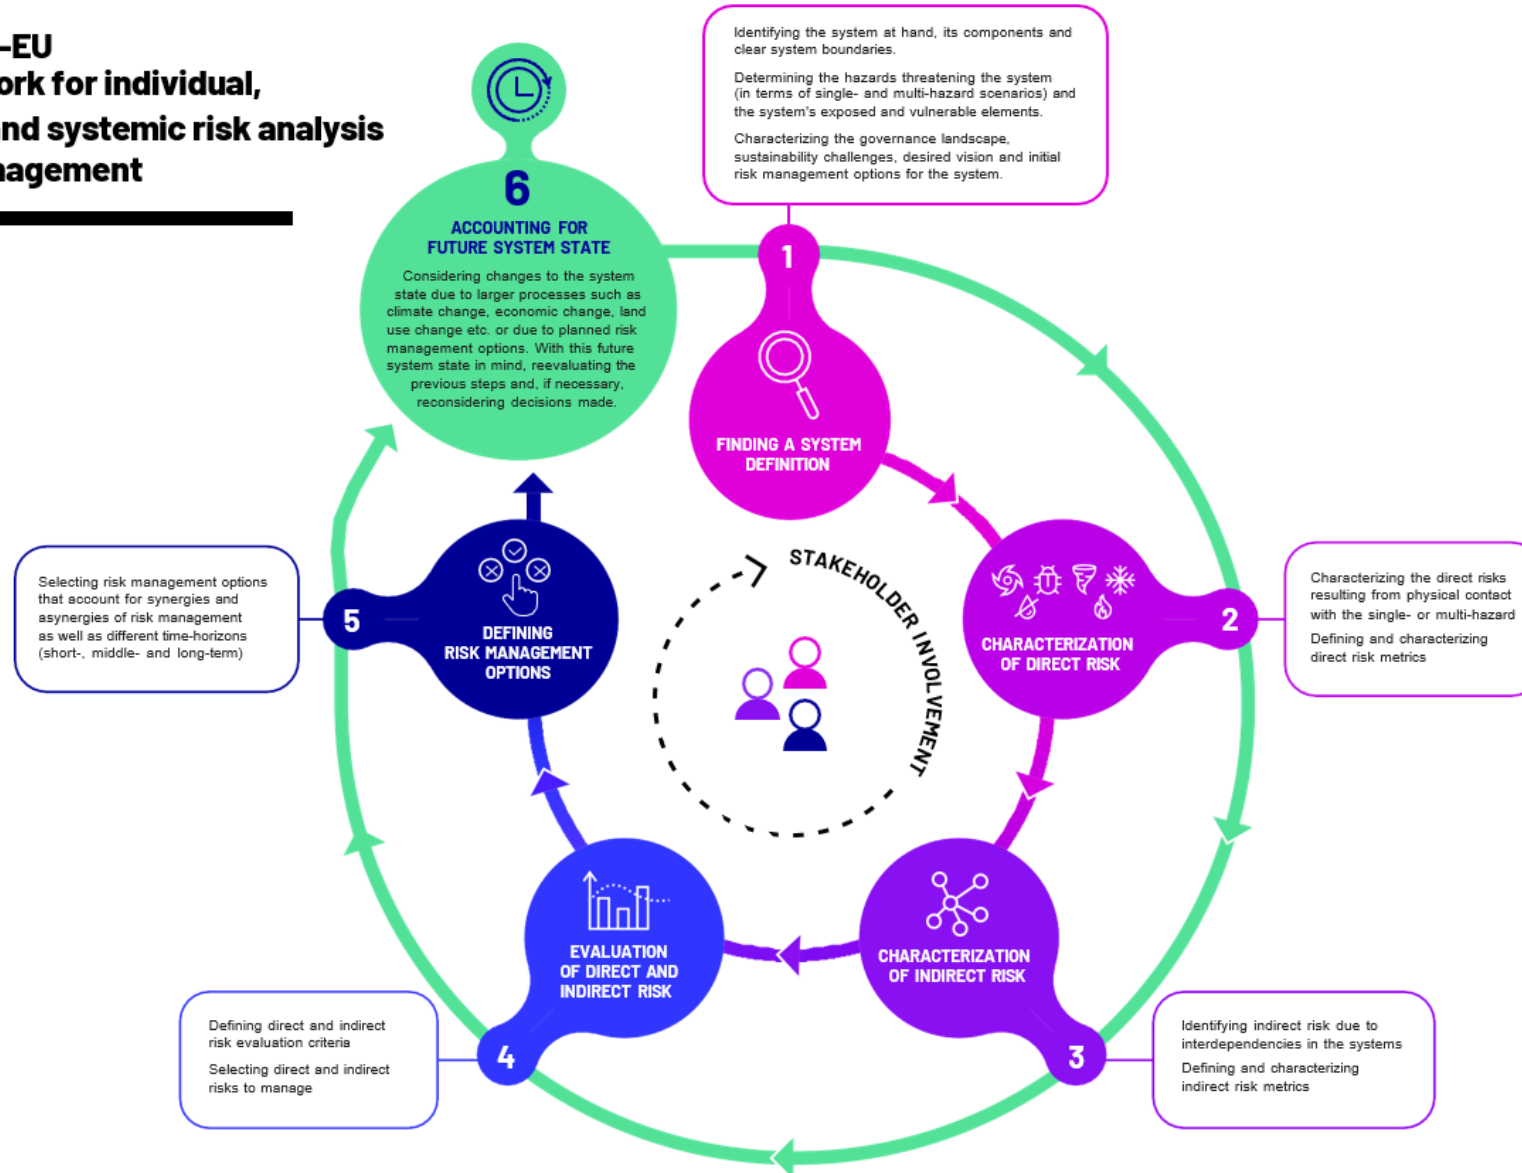 -EU
ork for individual,
and systemic risk analysis
nagement
Identifying the system at hand, its components and
clear system boundaries.
Determining the hazards threatening the system
(in terms of single- and multi-hazard scenarios) and
the system's exposed and vulnerable elements.
Characterizing the governance landscape,
sustainability challenges, desired vision and initial
risk management options for the system.
6
ACCOUNTING FOR
FUTURE SYSTEM STATE
Considering changes to the system
state due to larger processes such as
climate change, economic change, land
use change etc. or due to planned risk
management options. With this future
system state in mind, reevaluating the
previous steps and, if necessary,
reconsidering decisions made.
1
FINDING A SYSTEM
DEFINITION
STAKEHOLDER INVOLVEMENT
2
CHARACTERIZATION
OF DIRECT RISK
Characterizing the direct risks
resulting from physical contact
with the single- or multi-hazard
Defining and characterizing
direct risk metrics
3
CHARACTERIZATION
OF INDIRECT RISK
Identifying indirect risk due to
interdependencies in the systems
Defining and characterizing
indirect risk metrics
4
EVALUATION
OF DIRECT AND
INDIRECT RISK
Defining direct and indirect
risk evaluation criteria
Selecting direct and indirect
risks to manage
5
DEFINING
RISK MANAGEMENT
OPTIONS
Selecting risk management options
that account for synergies and
asynergies of risk management
as well as different time-horizons
(short-, middle- and long-term)